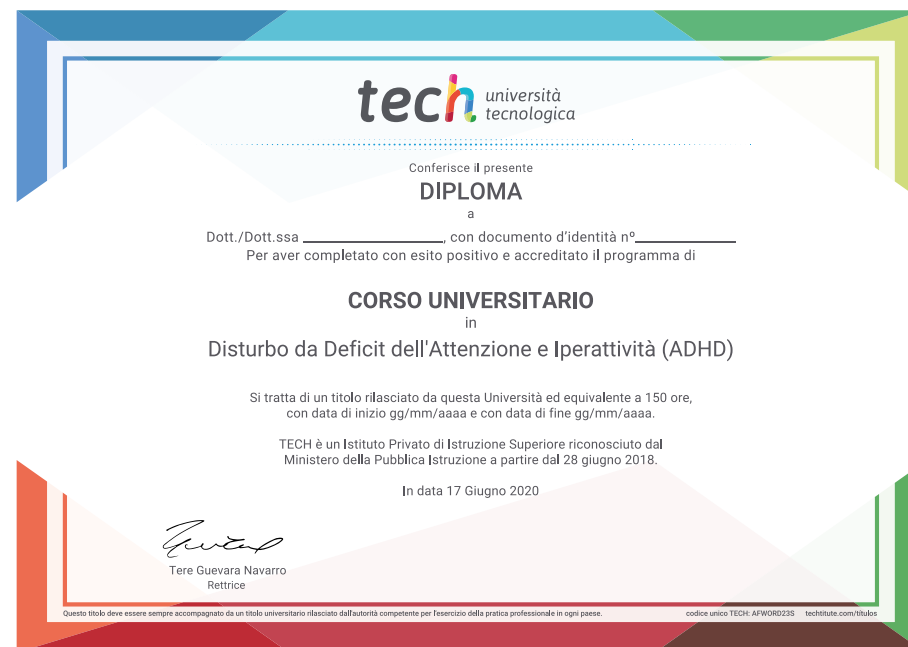 tech università
tecnologica
Conferisce il presente
DIPLOMA
a
Dott./Dott.ssa ____________________, con documento d'identità nº______________
Per aver completato con esito positivo e accreditato il programma di
CORSO UNIVERSITARIO
in
Disturbo da Deficit dell'Attenzione e Iperattività (ADHD)
Si tratta di un titolo rilasciato da questa Università ed equivalente a 150 ore,
con data di inizio gg/mm/aaaa e con data di fine gg/mm/aaaa.
TECH è un Istituto Privato di Istruzione Superiore riconosciuto dal
Ministero della Pubblica Istruzione a partire dal 28 giugno 2018.
In data 17 Giugno 2020
Tere Guevara Navarro
Rettrice
Questo titolo deve essere sempre accompagnato da un titolo universitario rilasciato dall'autorità competente per l'esercizio della pratica professionale in ogni paese. codice unico TECH: AFWORD23S techtitute.com/titulos